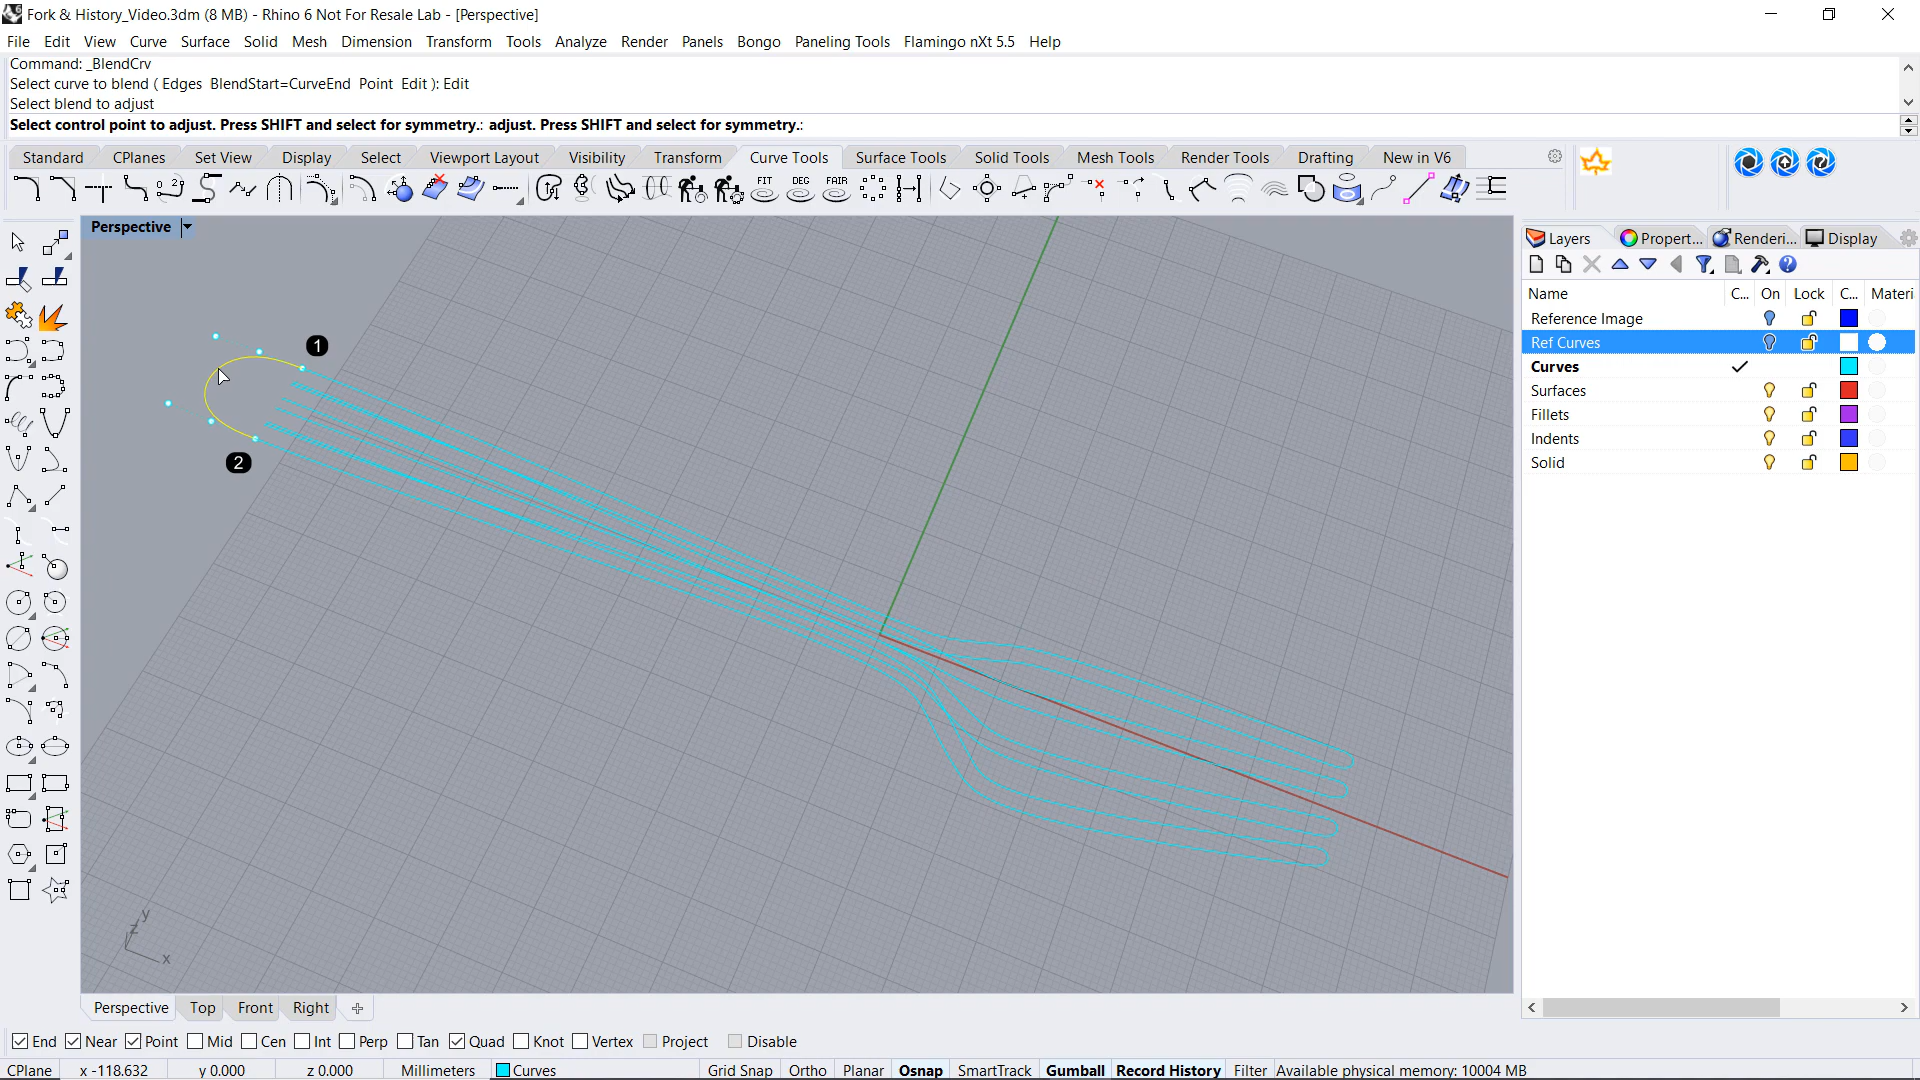 Fork & History_Video.3dm (8 MB) - Rhino 6 Not For Resale Lab - [Perspective]
File Edit View Curve Surface Solid Mesh Dimension Transform Tools Analyze Render Panels Bongo Paneling Tools Flamingo nXt 5.5 Help
Command: _BlendCrv
Select curve to blend ( Edges BlendStart=CurveEnd Point Edit ): Edit
Select blend to adjust
Select control point to adjust. Press SHIFT and select for symmetry.: adjust. Press SHIFT and select for symmetry.:
Standard CPlanes Set View Display Select Viewport Layout Visibility Transform Curve Tools Surface Tools Solid Tools Mesh Tools Render Tools Drafting New in V6
FIT DEG FAIR
Perspective
Layers Propert... Renderi... Display
Name C... On Lock C... Materi
Reference Image
Ref Curves
Curves
Surfaces
Fillets
Indents
Solid
1
2
y
z
x
Perspective Top Front Right
End Near Point Mid Cen Int Perp Tan Quad Knot Vertex Project Disable
CPlane x -118.632 y 0.000 z 0.000 Millimeters Curves Grid Snap Ortho Planar Osnap SmartTrack Gumball Record History Filter Available physical memory: 10004 MB